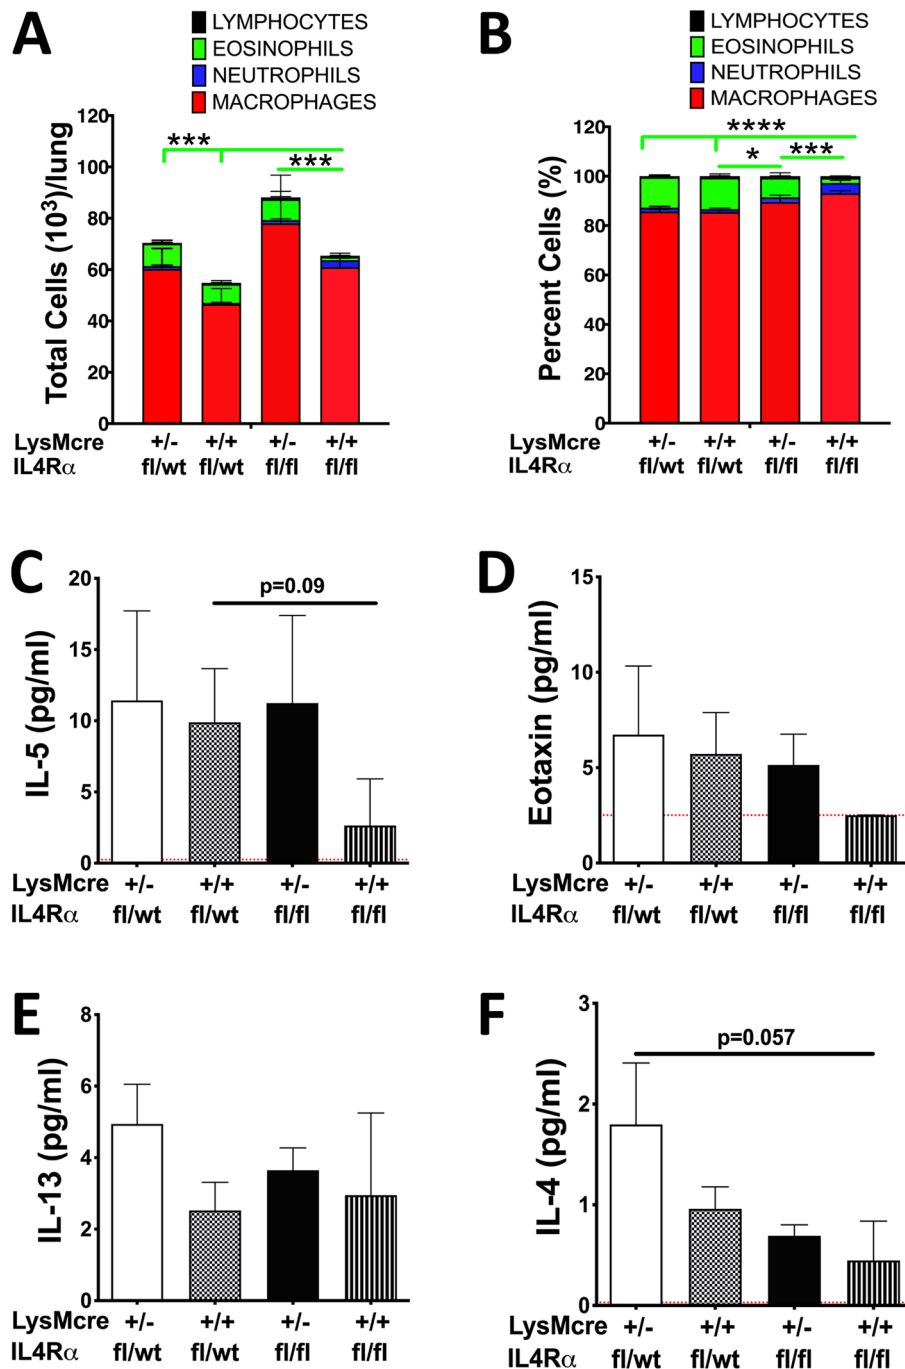 A
LYMPHOCYTES
EOSINOPHILS
NEUTROPHILS
MACROPHAGES
Total Cells (10³)/lung
120
100
80
60
40
20
0
***
***
LysMcre +/- +/+ +/- +/+
IL4Rα fl/wt fl/wt fl/fl fl/fl
B
LYMPHOCYTES
EOSINOPHILS
NEUTROPHILS
MACROPHAGES
Percent Cells (%)
120
100
80
60
40
20
0
****
*
***
LysMcre +/- +/+ +/- +/+
IL4Rα fl/wt fl/wt fl/fl fl/fl
C
IL-5 (pg/ml)
20
15
10
5
0
p=0.09
LysMcre +/- +/+ +/- +/+
IL4Rα fl/wt fl/wt fl/fl fl/fl
D
Eotaxin (pg/ml)
15
10
5
0
LysMcre +/- +/+ +/- +/+
IL4Rα fl/wt fl/wt fl/fl fl/fl
E
IL-13 (pg/ml)
8
6
4
2
0
LysMcre +/- +/+ +/- +/+
IL4Rα fl/wt fl/wt fl/fl fl/fl
F
IL-4 (pg/ml)
3
2
1
0
p=0.057
LysMcre +/- +/+ +/- +/+
IL4Rα fl/wt fl/wt fl/fl fl/fl